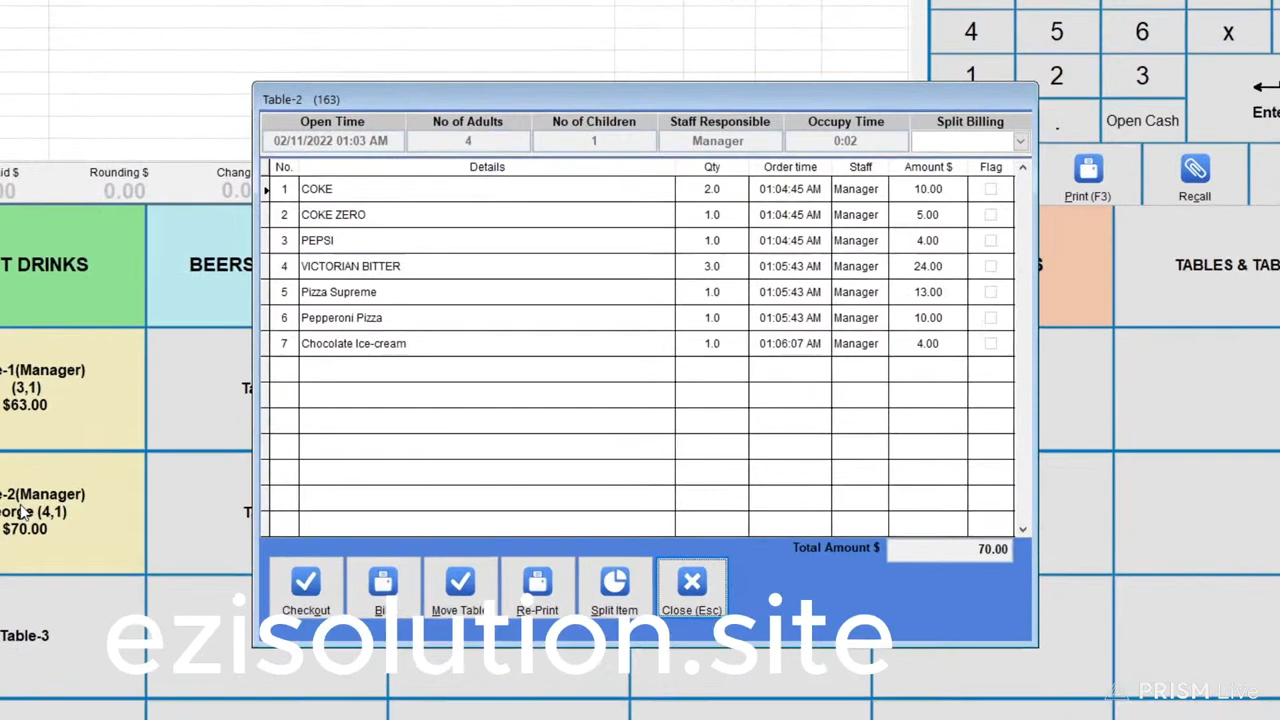 4 5 6 x
1 2 3
. Open Cash
Table-2 (163)
Open Time No of Adults No of Children Staff Responsible Occupy Time Split Billing
02/11/2022 01:03 AM 4 1 Manager 0:02
No. Details Qty Order time Staff Amount $ Flag
1 COKE 2.0 01:04:45 AM Manager 10.00
2 COKE ZERO 1.0 01:04:45 AM Manager 5.00
3 PEPSI 1.0 01:04:45 AM Manager 4.00
4 VICTORIAN BITTER 3.0 01:05:43 AM Manager 24.00
5 Pizza Supreme 1.0 01:05:43 AM Manager 13.00
6 Pepperoni Pizza 1.0 01:05:43 AM Manager 10.00
7 Chocolate Ice-cream 1.0 01:06:07 AM Manager 4.00
Total Amount $ 70.00
Checkout Move Table Re-Print Split Item Close (Esc)
Rounding $
0.00
Print (F3) Recall
T DRINKS BEERS TABLES & TAB
-1(Manager)
(3,1)
$63.00
-2(Manager)
(4,1)
$70.00
Table-3
ezisolution.site
PRISM Live